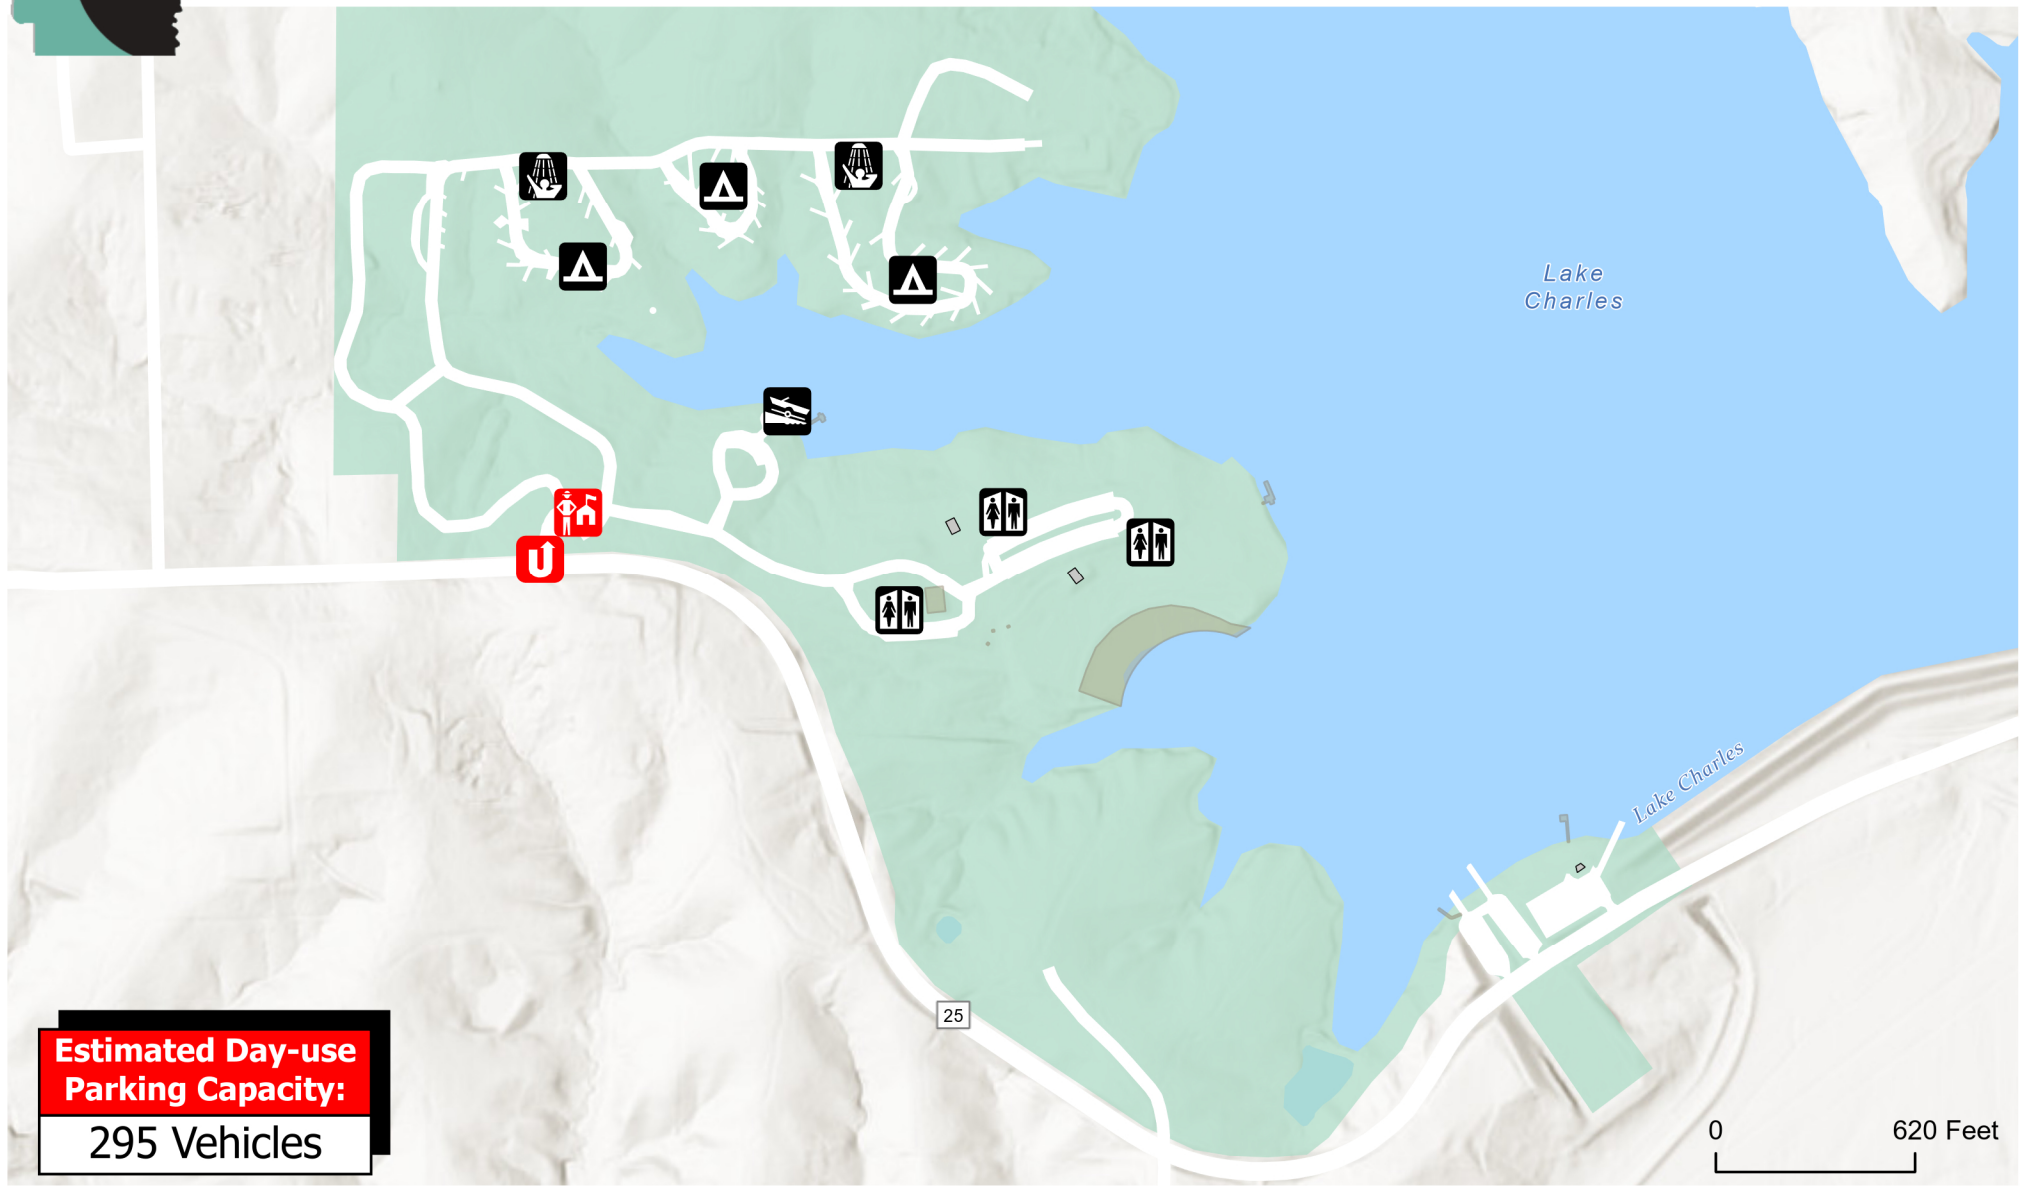 Lake
Charles
Lake Charles
25
Estimated Day-use
Parking Capacity:
295 Vehicles
0 620 Feet